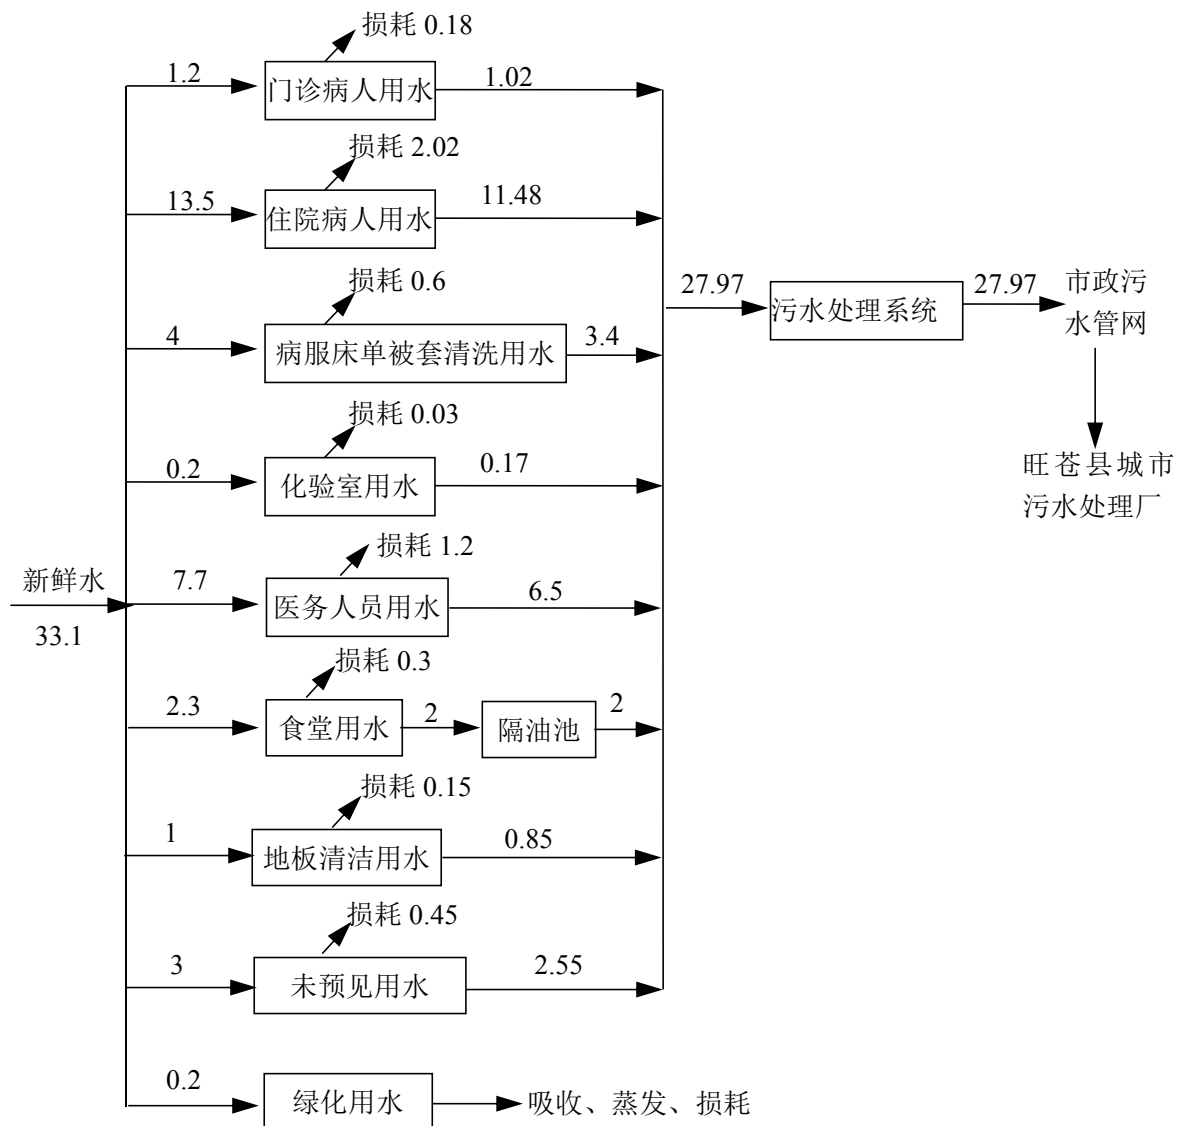 损耗 0.18
1.2
门诊病人用水
1.02
损耗 2.02
13.5
住院病人用水
11.48
损耗 0.6
4
病服床单被套清洗用水
3.4
27.97
污水处理系统
27.97
市政污
水管网
损耗 0.03
0.2
化验室用水
0.17
旺苍县城市
污水处理厂
新鲜水
33.1
损耗 1.2
7.7
医务人员用水
6.5
损耗 0.3
2.3
食堂用水
2
隔油池
2
损耗 0.15
1
地板清洁用水
0.85
损耗 0.45
3
未预见用水
2.55
0.2
绿化用水
吸收、蒸发、损耗